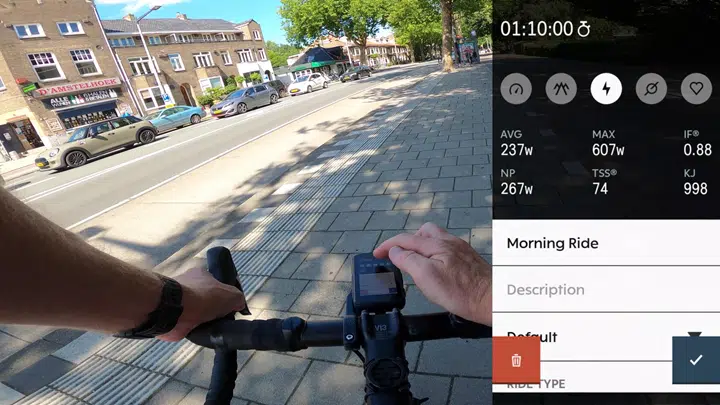 D'AMSTELHOEK
01:10:00
AVG
MAX
IF®
237w
607w
0.88
NP
TSS®
KJ
267w
74
998
Morning Ride
Description
Default
RIDE TYPE